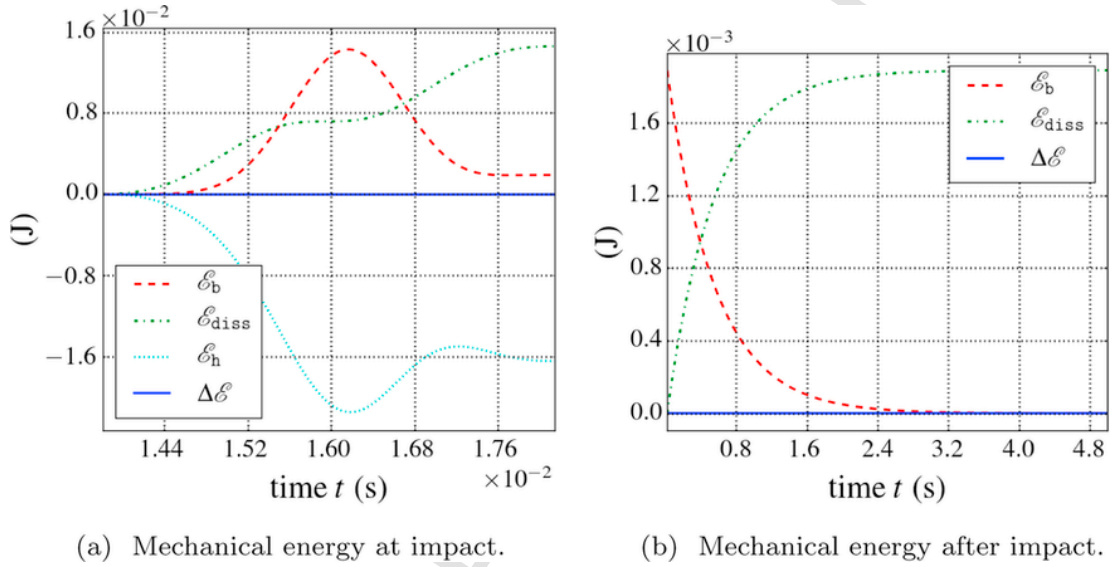 ×10⁻²
1.6
0.8
0.0
−0.8
−1.6
(J)
ℰb
ℰdiss
ℰh
Δℰ
1.44 1.52 1.60 1.68 1.76
×10⁻²
time t (s)
(a) Mechanical energy at impact.
×10⁻³
1.6
1.2
0.8
0.4
0.0
(J)
ℰb
ℰdiss
Δℰ
0.8 1.6 2.4 3.2 4.0 4.8
time t (s)
(b) Mechanical energy after impact.